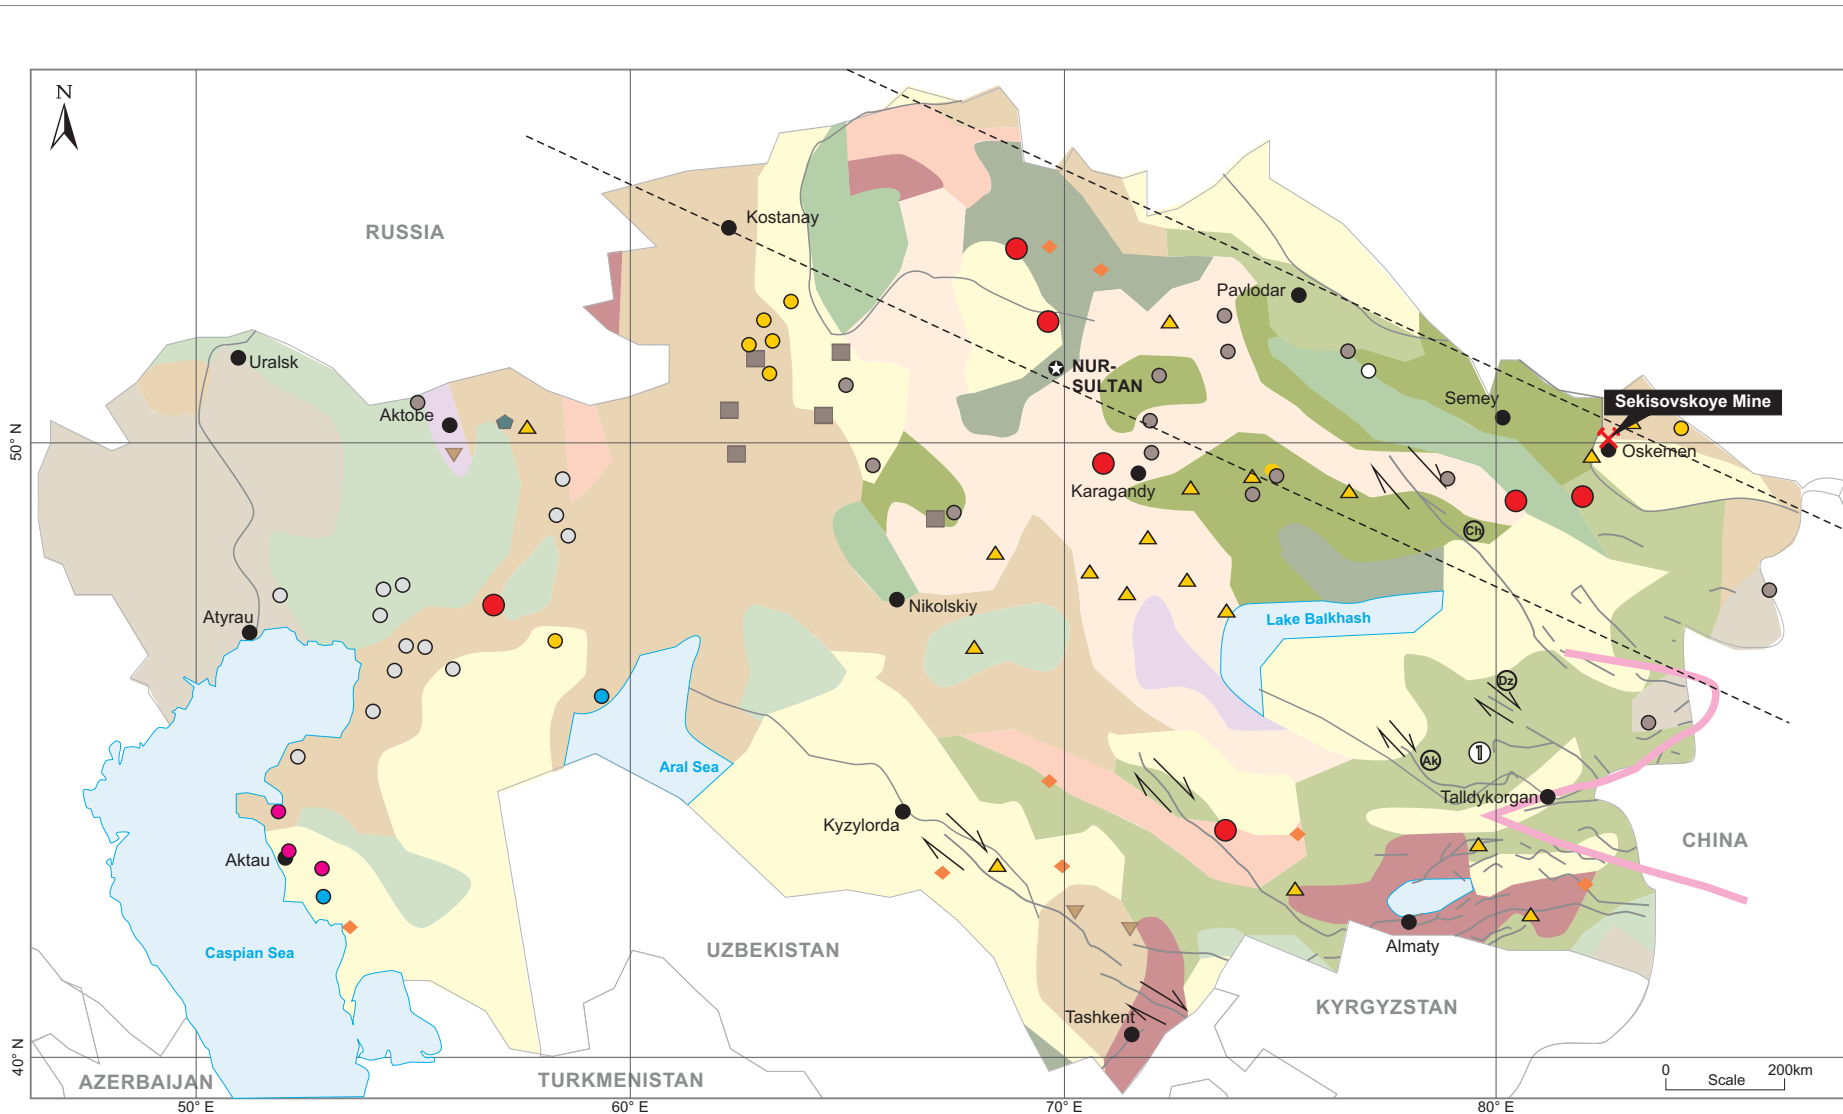 N
Kostanay
RUSSIA
Pavlodar
Uralsk
NUR-
SULTAN
Aktobe
Semey
Sekisovskoye Mine
50° N
Oskemen
Karagandy
Ch
Atyrau
Nikolskiy
Lake Balkhash
Dz
Aral Sea
Ak
1
Talldykorgan
Kyzylorda
CHINA
Aktau
Almaty
Caspian Sea
UZBEKISTAN
KYRGYZSTAN
Tashkent
40° N
AZERBAIJAN
TURKMENISTAN
0 200km
Scale
50° E
60° E
70° E
80° E